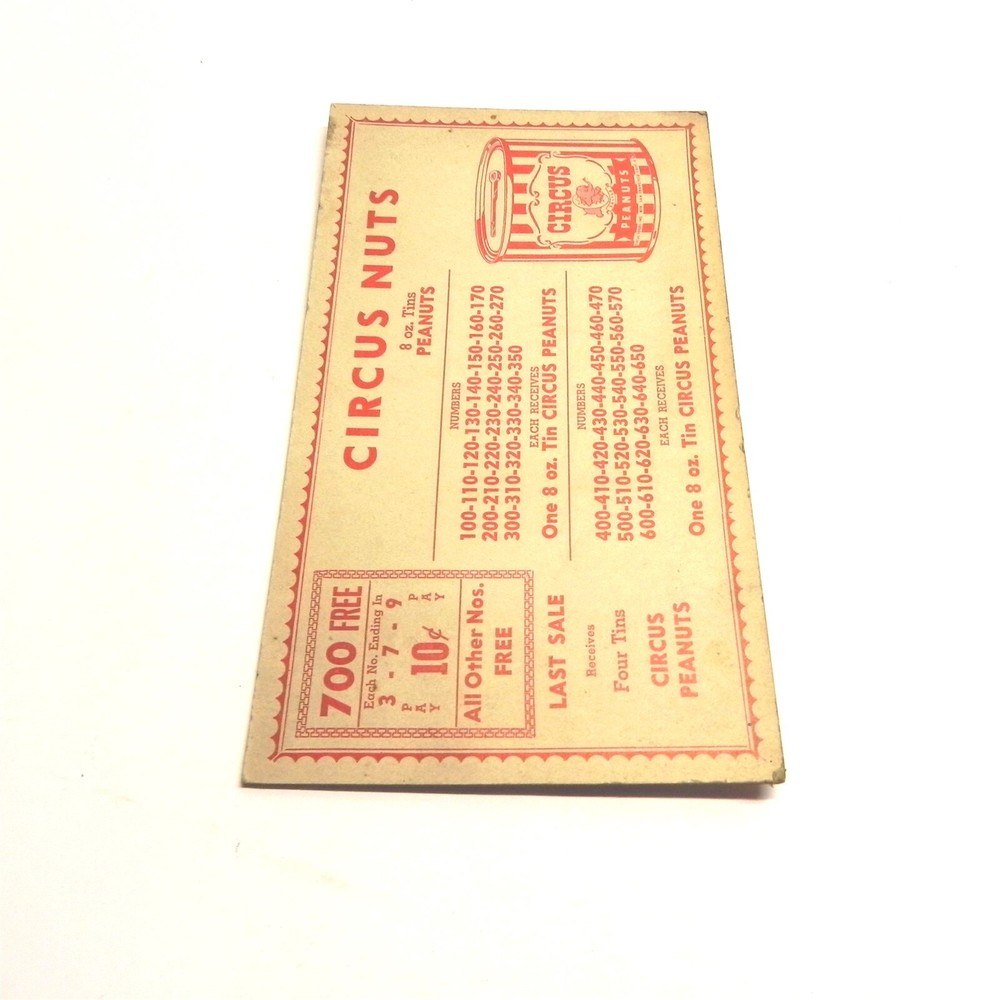 CIRCUS NUTS
8 oz. Tins
PEANUTS
CIRCUS
PEANUTS
700 FREE
Each No. Ending In
3 - 7 - 9
PAY 10¢ PAY
All Other Nos.
FREE
NUMBERS
100-110-120-130-140-150-160-170
200-210-220-230-240-250-260-270
300-310-320-330-340-350
EACH RECEIVES
One 8 oz. Tin CIRCUS PEANUTS
LAST SALE
Receives
Four Tins
CIRCUS
PEANUTS
NUMBERS
400-410-420-430-440-450-460-470
500-510-520-530-540-550-560-570
600-610-620-630-640-650
EACH RECEIVES
One 8 oz. Tin CIRCUS PEANUTS